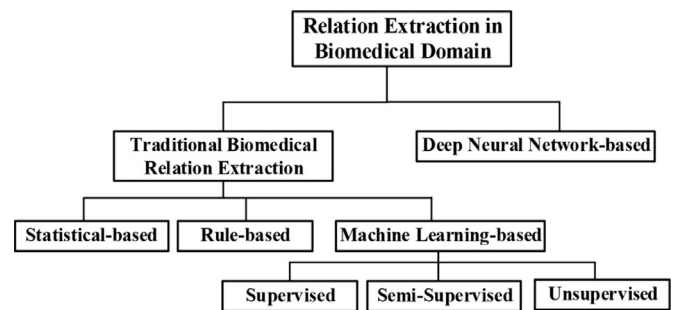 Relation Extraction in
Biomedical Domain
Traditional Biomedical
Relation Extraction
Deep Neural Network-based
Statistical-based
Rule-based
Machine Learning-based
Supervised
Semi-Supervised
Unsupervised